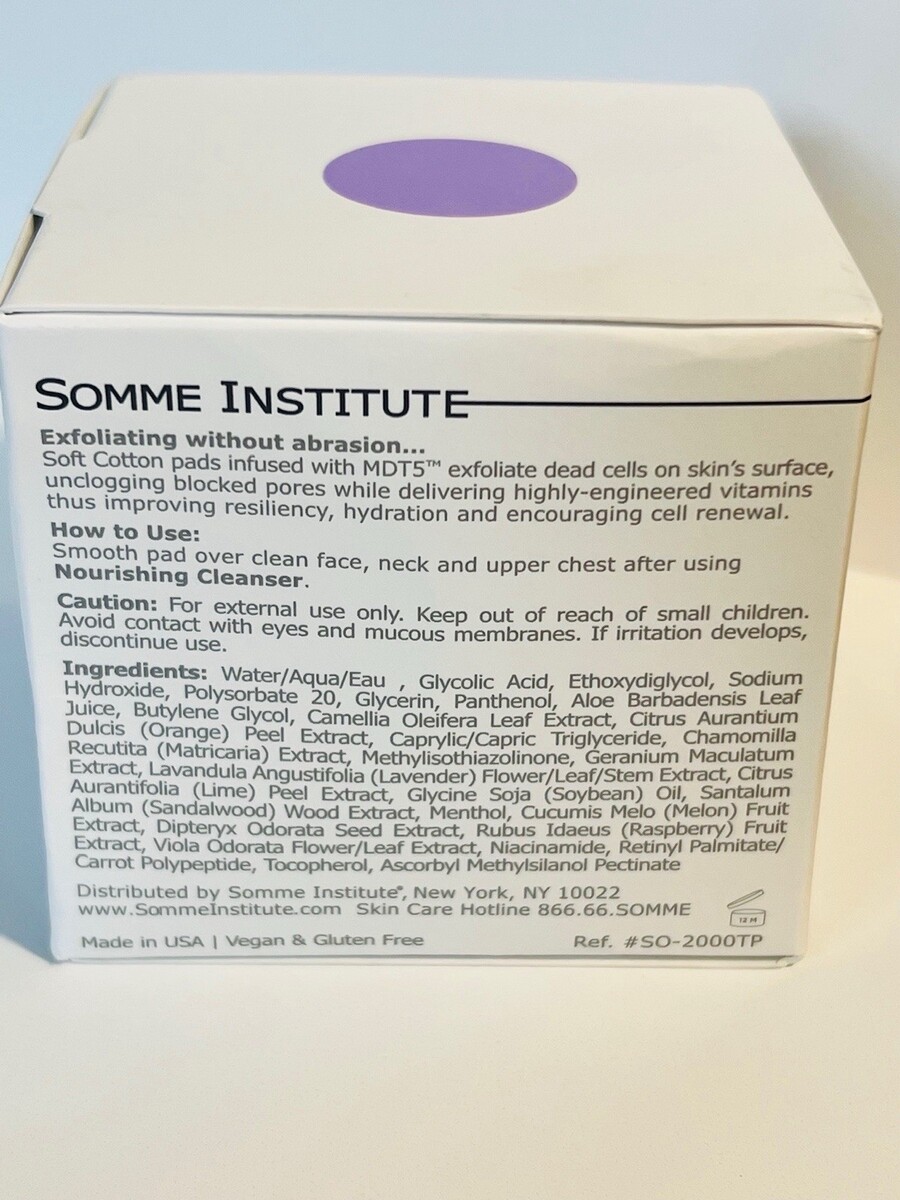 SOMME INSTITUTE
Exfoliating without abrasion...
Soft Cotton pads infused with MDT5™ exfoliate dead cells on skin's surface,
unclogging blocked pores while delivering highly-engineered vitamins
thus improving resiliency, hydration and encouraging cell renewal.
How to Use:
Smooth pad over clean face, neck and upper chest after using
Nourishing Cleanser.
Caution: For external use only. Keep out of reach of small children.
Avoid contact with eyes and mucous membranes. If irritation develops,
discontinue use.
Ingredients: Water/Aqua/Eau , Glycolic Acid, Ethoxydiglycol, Sodium
Hydroxide, Polysorbate 20, Glycerin, Panthenol, Aloe Barbadensis Leaf
Juice, Butylene Glycol, Camellia Oleifera Leaf Extract, Citrus Aurantium
Dulcis (Orange) Peel Extract, Caprylic/Capric Triglyceride, Chamomilla
Recutita (Matricaria) Extract, Methylisothiazolinone, Geranium Maculatum
Extract, Lavandula Angustifolia (Lavender) Flower/Leaf/Stem Extract, Citrus
Aurantifolia (Lime) Peel Extract, Glycine Soja (Soybean) Oil, Santalum
Album (Sandalwood) Wood Extract, Menthol, Cucumis Melo (Melon) Fruit
Extract, Dipteryx Odorata Seed Extract, Rubus Idaeus (Raspberry) Fruit
Extract, Viola Odorata Flower/Leaf Extract, Niacinamide, Retinyl Palmitate/
Carrot Polypeptide, Tocopherol, Ascorbyl Methylsilanol Pectinate
Distributed by Somme Institute®, New York, NY 10022
www.SommeInstitute.com Skin Care Hotline 866.66.SOMME
12 M
Made in USA | Vegan & Gluten Free Ref. #SO-2000TP